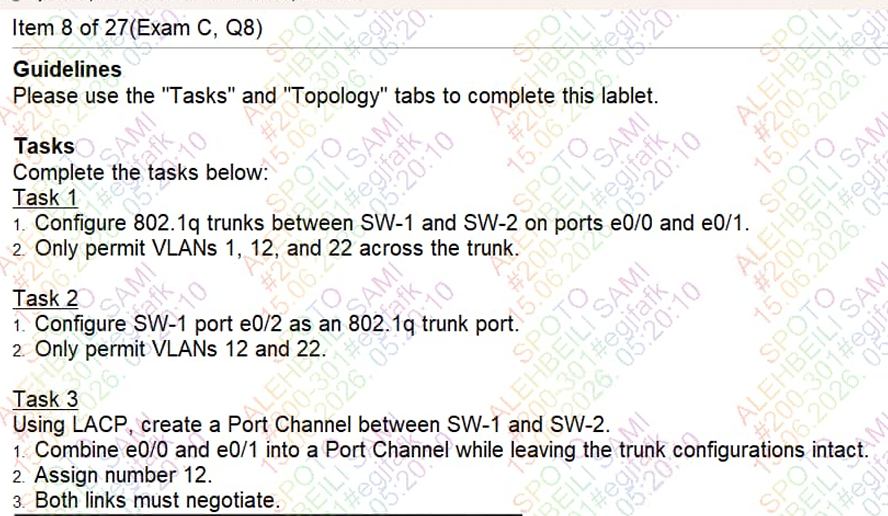 Item 8 of 27(Exam C, Q8)
Guidelines
Please use the "Tasks" and "Topology" tabs to complete this lablet.
Tasks
Complete the tasks below:
Task 1
1. Configure 802.1q trunks between SW-1 and SW-2 on ports e0/0 and e0/1.
2. Only permit VLANs 1, 12, and 22 across the trunk.
Task 2
1. Configure SW-1 port e0/2 as an 802.1q trunk port.
2. Only permit VLANs 12 and 22.
Task 3
Using LACP, create a Port Channel between SW-1 and SW-2.
1. Combine e0/0 and e0/1 into a Port Channel while leaving the trunk configurations intact.
2. Assign number 12.
3. Both links must negotiate.